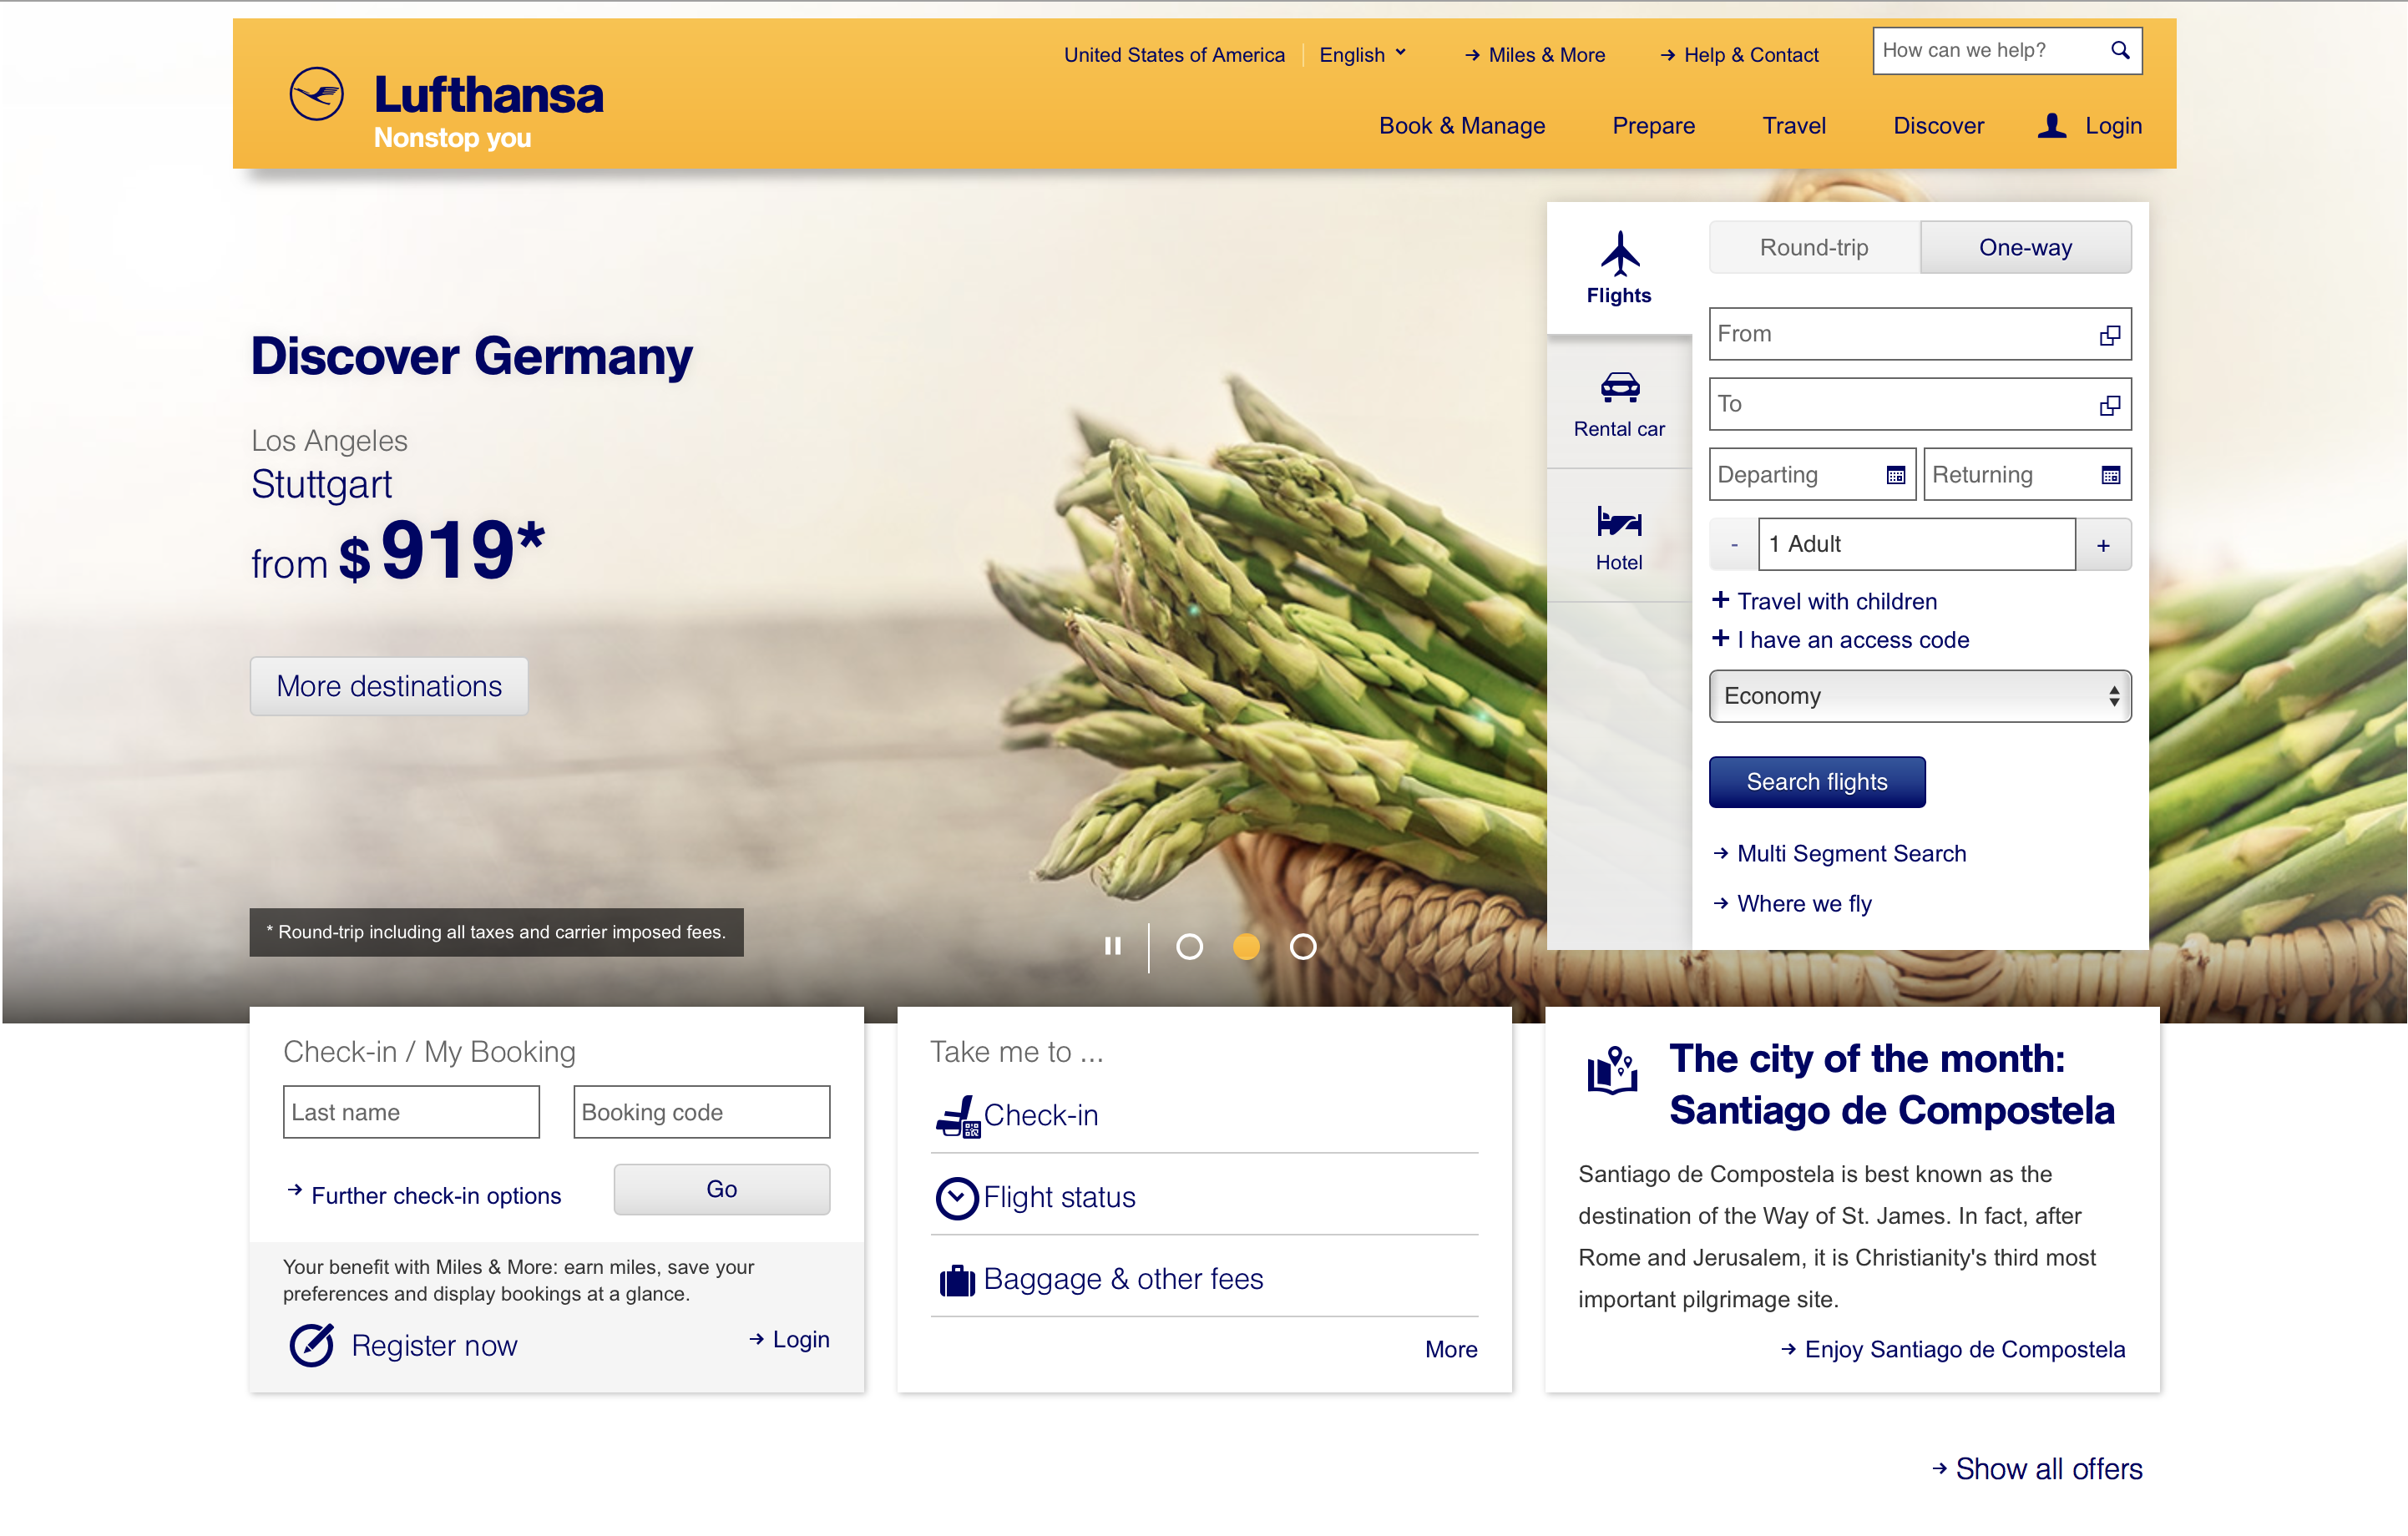 United States of America English Miles & More Help & Contact How can we help?
Lufthansa
Nonstop you
Book & Manage Prepare Travel Discover Login
Discover Germany
Los Angeles
Stuttgart
from $ 919*
More destinations
* Round-trip including all taxes and carrier imposed fees.
Flights
Rental car
Hotel
Round-trip One-way
From
To
Departing Returning
- 1 Adult +
+ Travel with children
+ I have an access code
Economy
Search flights
Multi Segment Search
Where we fly
Check-in / My Booking
Last name Booking code
Further check-in options Go
Your benefit with Miles & More: earn miles, save your
preferences and display bookings at a glance.
Register now Login
Take me to ...
Check-in
Flight status
Baggage & other fees
More
The city of the month:
Santiago de Compostela
Santiago de Compostela is best known as the
destination of the Way of St. James. In fact, after
Rome and Jerusalem, it is Christianity's third most
important pilgrimage site.
Enjoy Santiago de Compostela
Show all offers